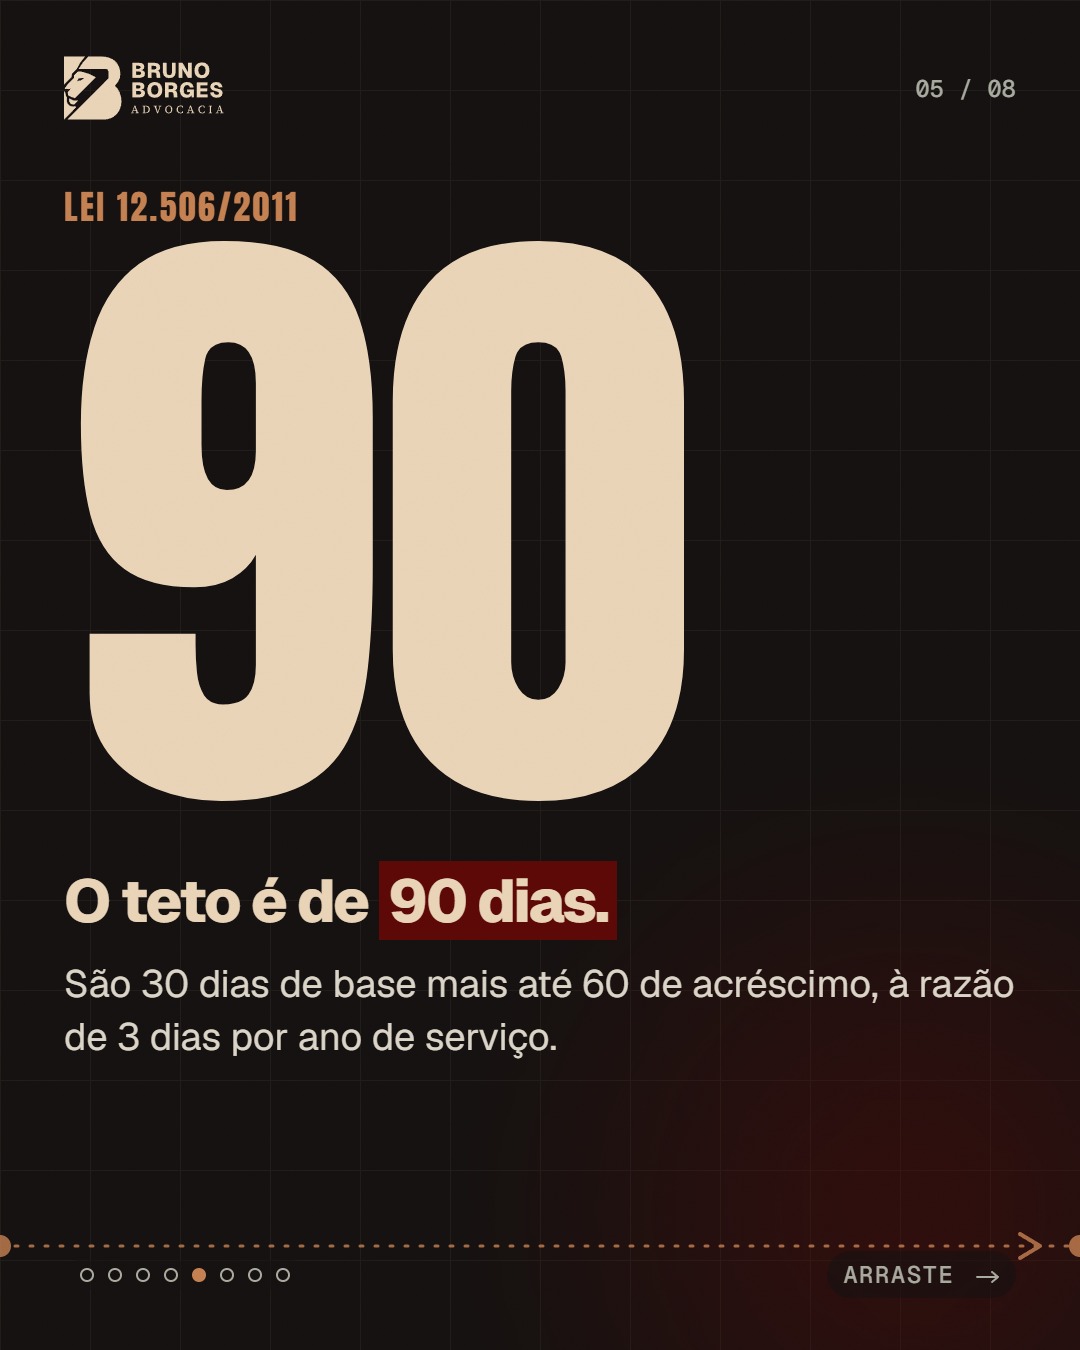 BRUNO
BORGES
ADVOCACIA
05 / 08
LEI 12.506/2011
90
O teto é de 90 dias.
São 30 dias de base mais até 60 de acréscimo, à razão
de 3 dias por ano de serviço.
ARRASTE →